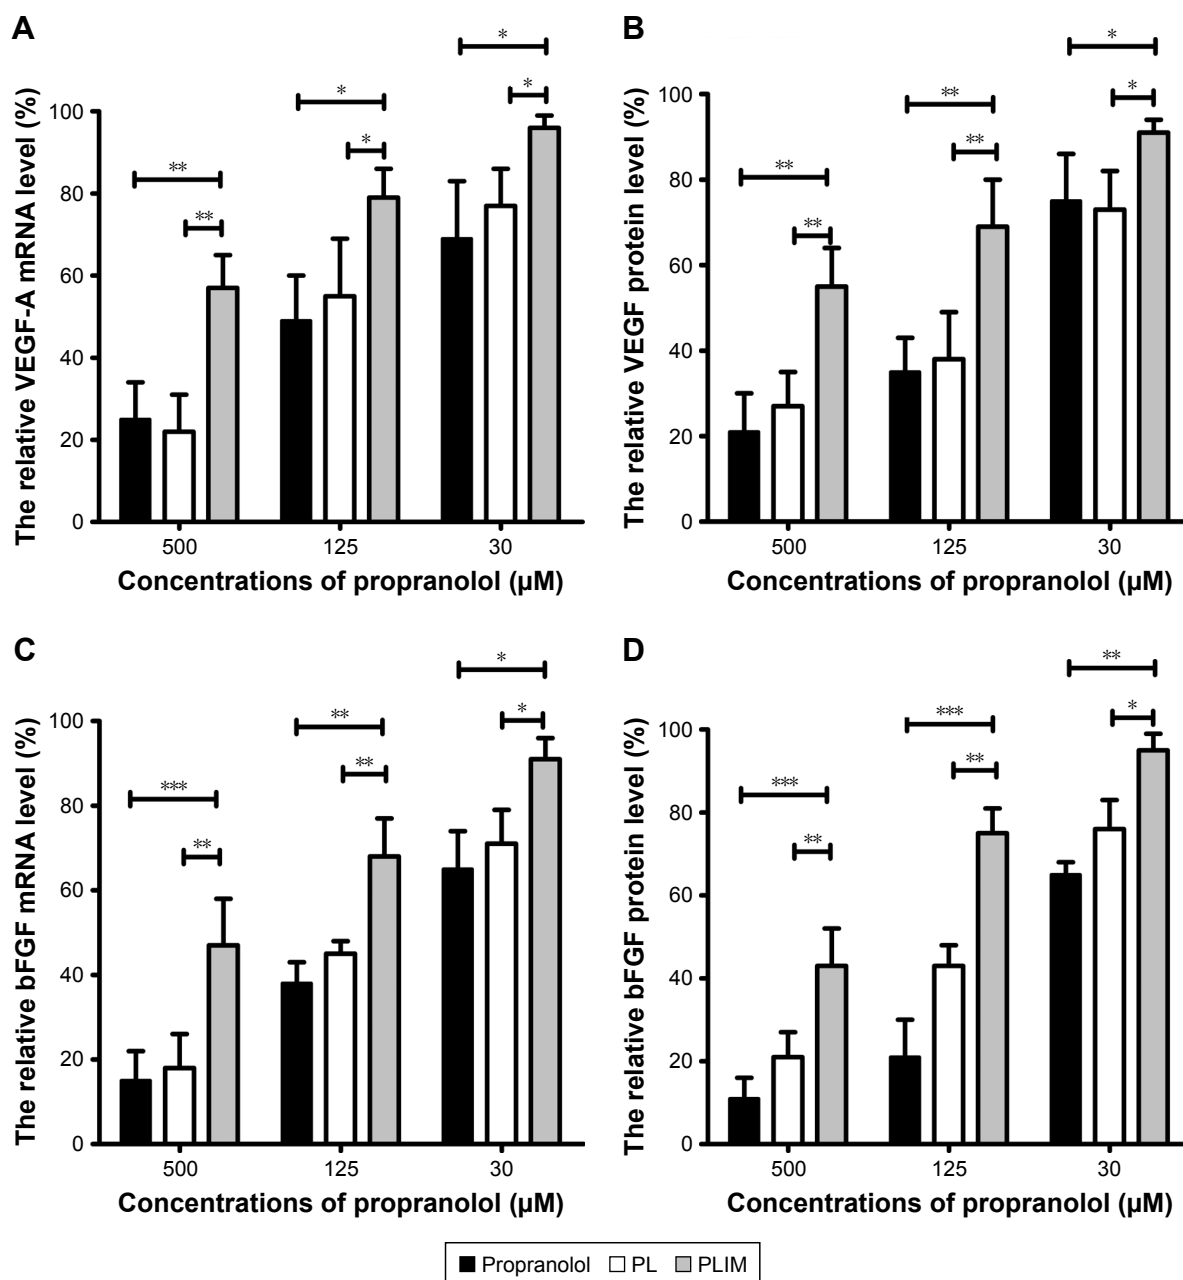 A
The relative VEGF-A mRNA level (%)
100
80
60
40
20
0
** ** * * * *
500 125 30
Concentrations of propranolol (µM)
B
The relative VEGF protein level (%)
100
80
60
40
20
0
** ** ** ** * *
500 125 30
Concentrations of propranolol (µM)
C
The relative bFGF mRNA level (%)
100
80
60
40
20
0
*** ** ** ** * *
500 125 30
Concentrations of propranolol (µM)
D
The relative bFGF protein level (%)
100
80
60
40
20
0
*** ** *** ** ** *
500 125 30
Concentrations of propranolol (µM)
Propranolol PL PLIM